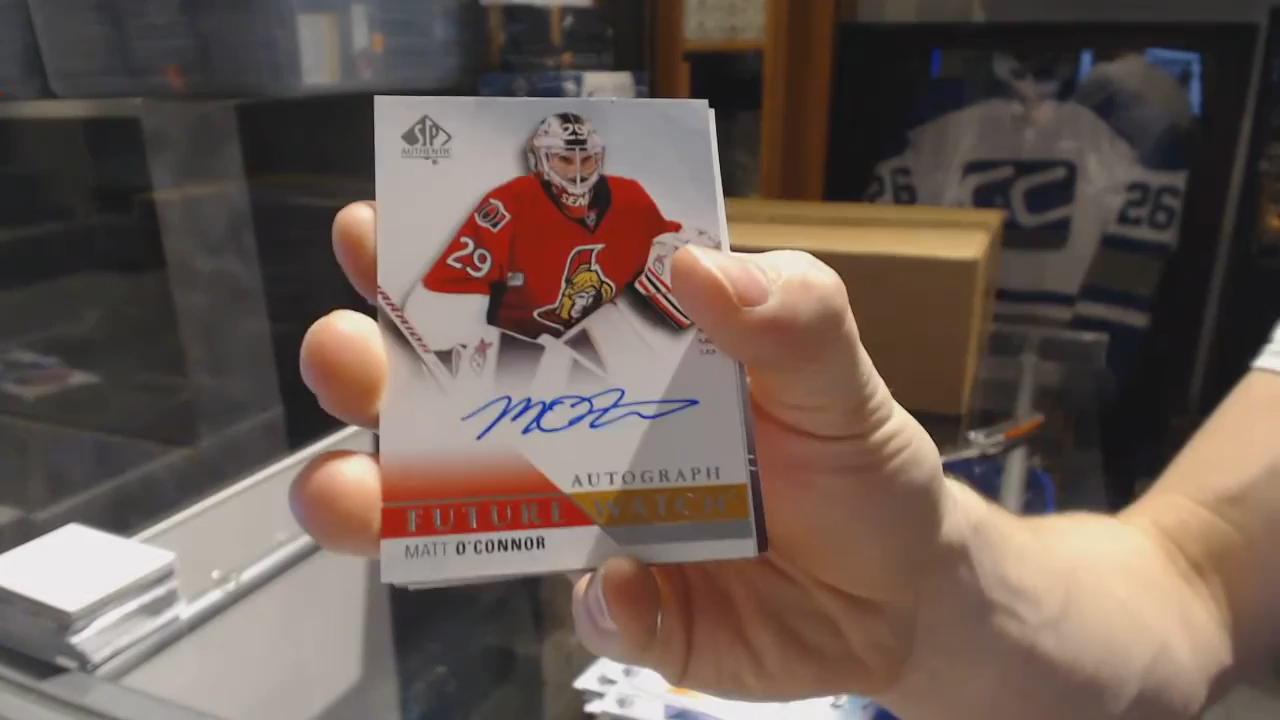 SP
AUTHENTIC
29
SENS
29
26
26
AUTOGRAPH
FUTURE WATCH
MATT O'CONNOR